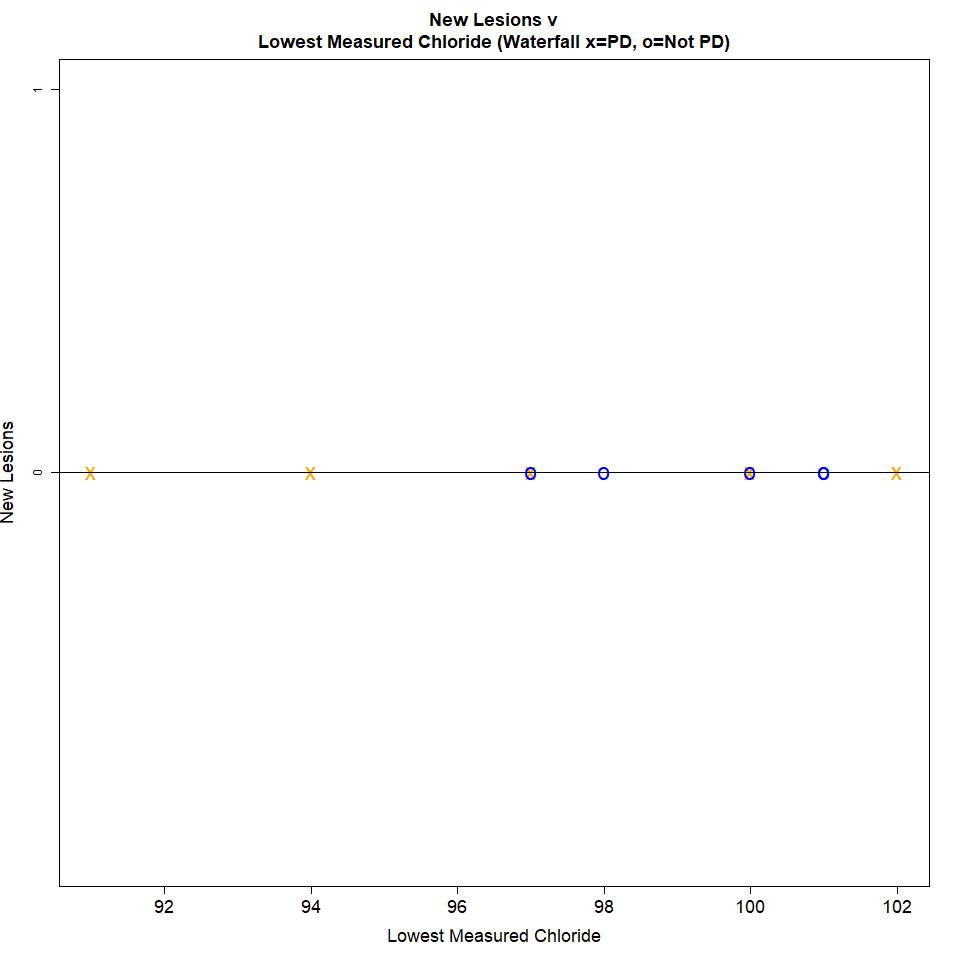 New Lesions v
Lowest Measured Chloride (Waterfall x=PD, o=Not PD)
1
0
New Lesions
x x o x o o x o x
92 94 96 98 100 102
Lowest Measured Chloride